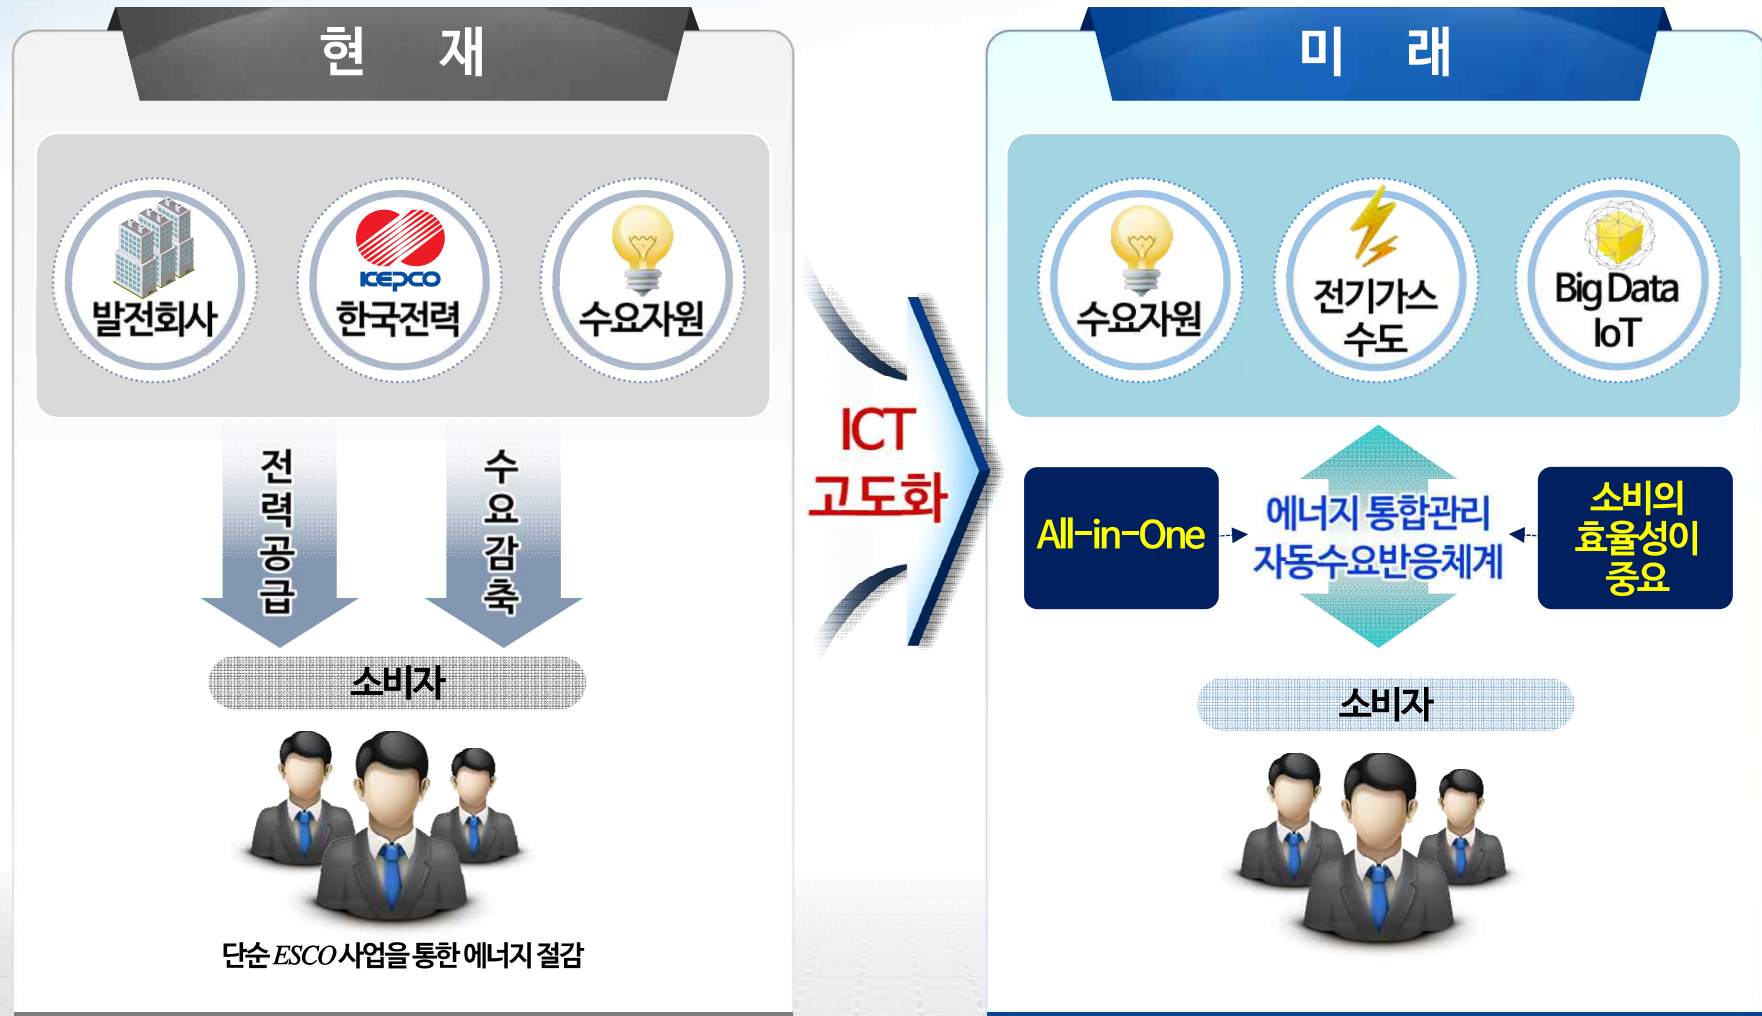 현 재
발전회사
KEPCO
한국전력
수요자원
전력공급
수요감축
소비자
단순 ESCO 사업을 통한 에너지 절감
ICT
고도화
미 래
수요자원
전기가스
수도
Big Data
IoT
All-in-One
에너지 통합관리
자동수요반응체계
소비의
효율성이
중요
소비자